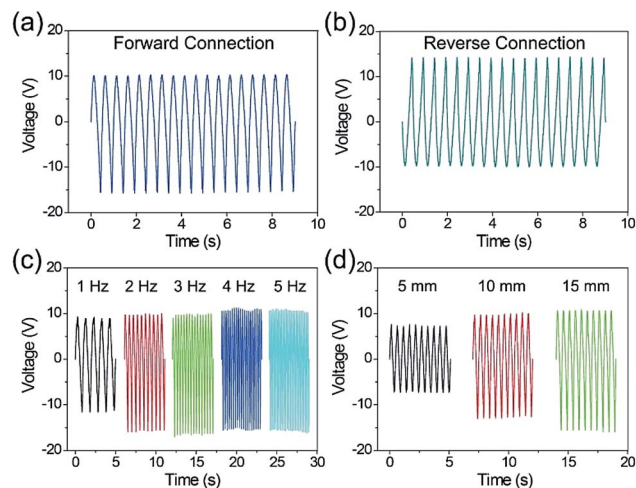 (a)
Forward Connection
20
10
0
-10
-20
Voltage (V)
0 2 4 6 8 10
Time (s)
(b)
Reverse Connection
20
10
0
-10
-20
Voltage (V)
0 2 4 6 8 10
Time (s)
(c)
1 Hz 2 Hz 3 Hz 4 Hz 5 Hz
20
10
0
-10
-20
Voltage (V)
0 5 10 15 20 25 30
Time (s)
(d)
5 mm 10 mm 15 mm
20
10
0
-10
-20
Voltage (V)
0 5 10 15 20
Time (s)